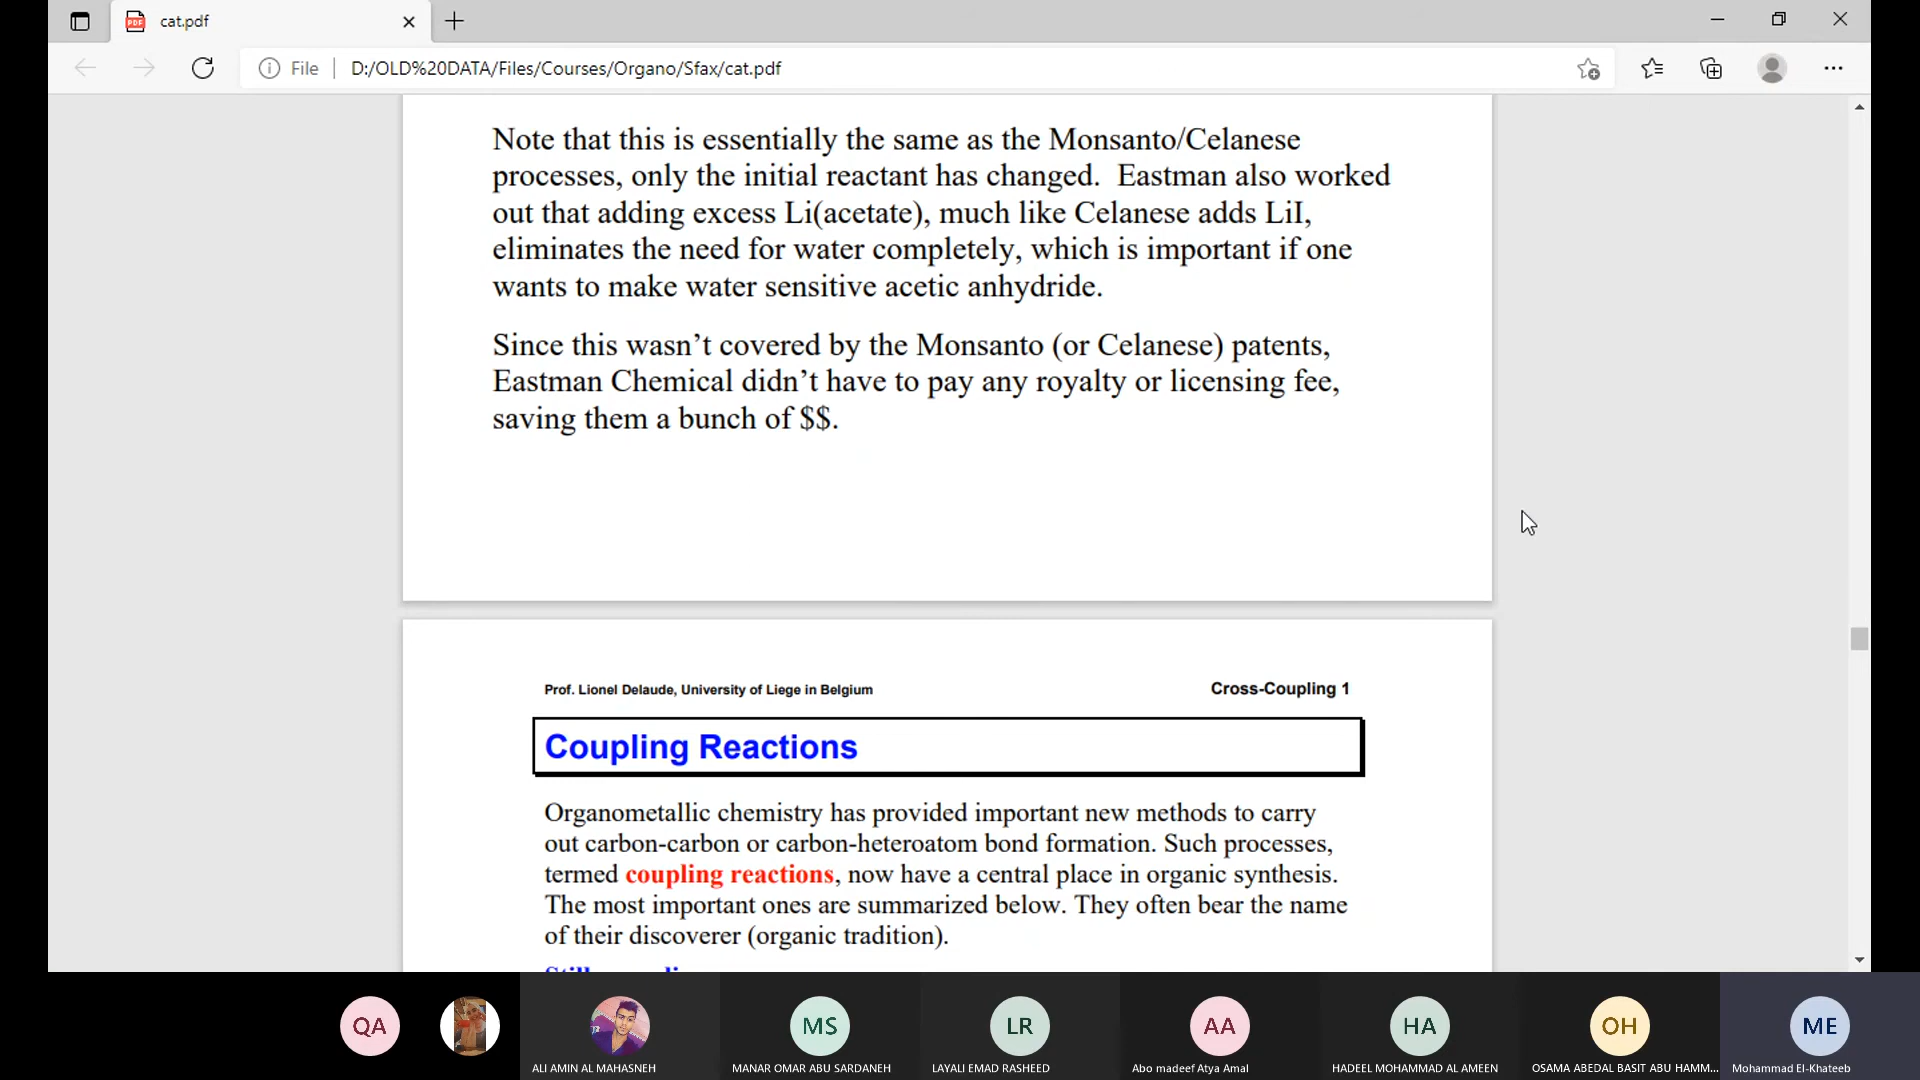 cat.pdf
File
D:/OLD%20DATA/Files/Courses/Organo/Sfax/cat.pdf
Note that this is essentially the same as the Monsanto/Celanese
processes, only the initial reactant has changed. Eastman also worked
out that adding excess Li(acetate), much like Celanese adds LiI,
eliminates the need for water completely, which is important if one
wants to make water sensitive acetic anhydride.
Since this wasn't covered by the Monsanto (or Celanese) patents,
Eastman Chemical didn't have to pay any royalty or licensing fee,
saving them a bunch of $$.
Prof. Lionel Delaude, University of Liege in Belgium
Cross-Coupling 1
Coupling Reactions
Organometallic chemistry has provided important new methods to carry
out carbon-carbon or carbon-heteroatom bond formation. Such processes,
termed coupling reactions, now have a central place in organic synthesis.
The most important ones are summarized below. They often bear the name
of their discoverer (organic tradition).
QA
MS
LR
AA
HA
OH
ME
ALI AMIN AL MAHASNEH
MANAR OMAR ABU SARDANEH
LAYALI EMAD RASHEED
Abo madeef Atya Amal
HADEEL MOHAMMAD AL AMEEN
OSAMA ABEDAL BASIT ABU HAMM...
Mohammad El-Khateeb